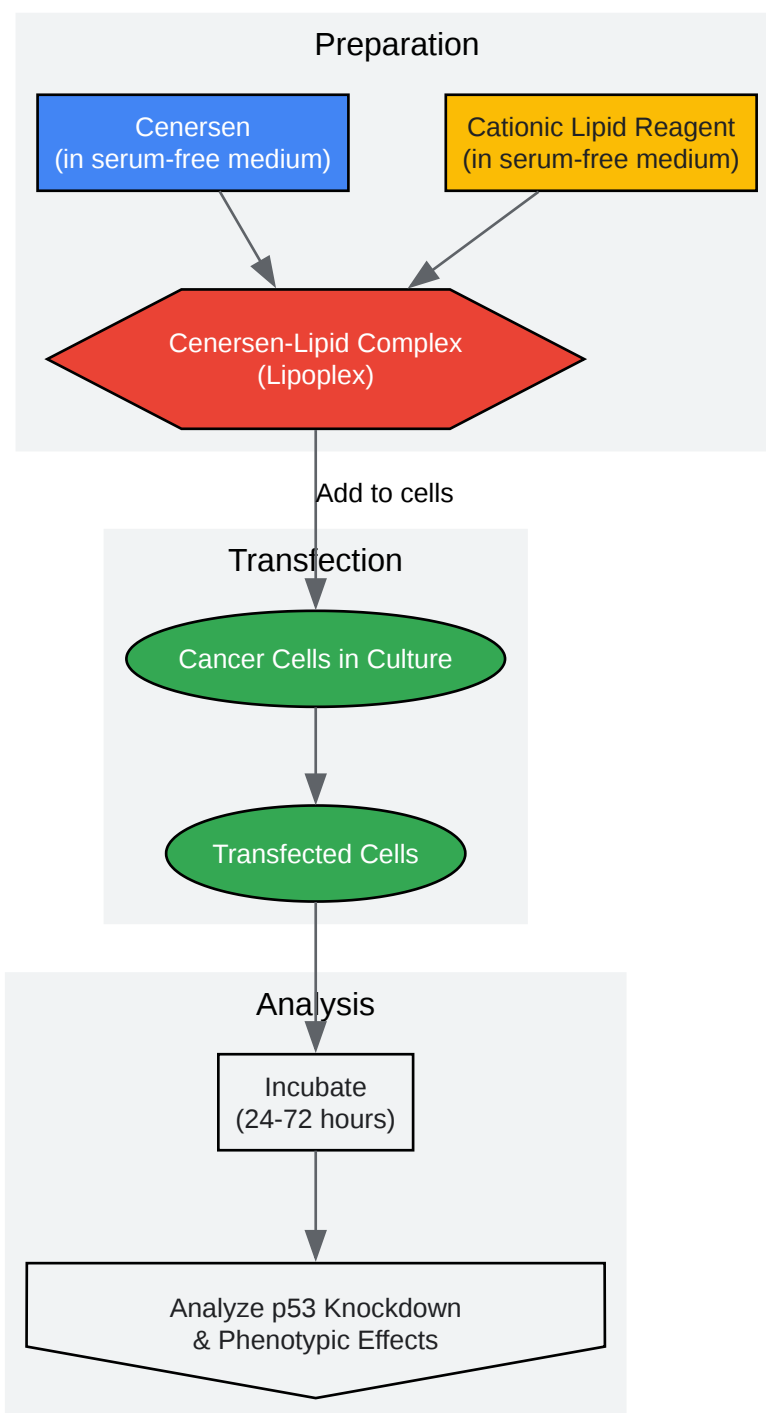 Preparation
Cenersen
(in serum-free medium)
Cationic Lipid Reagent
(in serum-free medium)
Cenersen-Lipid Complex
(Lipoplex)
Add to cells
Transfection
Cancer Cells in Culture
Transfected Cells
Analysis
Incubate
(24-72 hours)
Analyze p53 Knockdown
& Phenotypic Effects